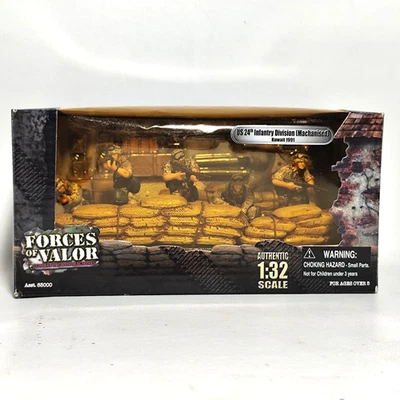 US 24th Infantry Division (Machanised)
Kuwait 1991
FORCES
OF VALOR
AUTHENTIC
1:32
SCALE
WARNING:
CHOKING HAZARD - Small Parts.
Not for Children under 3 years
Asst. 85000
FOR AGES OVER 8